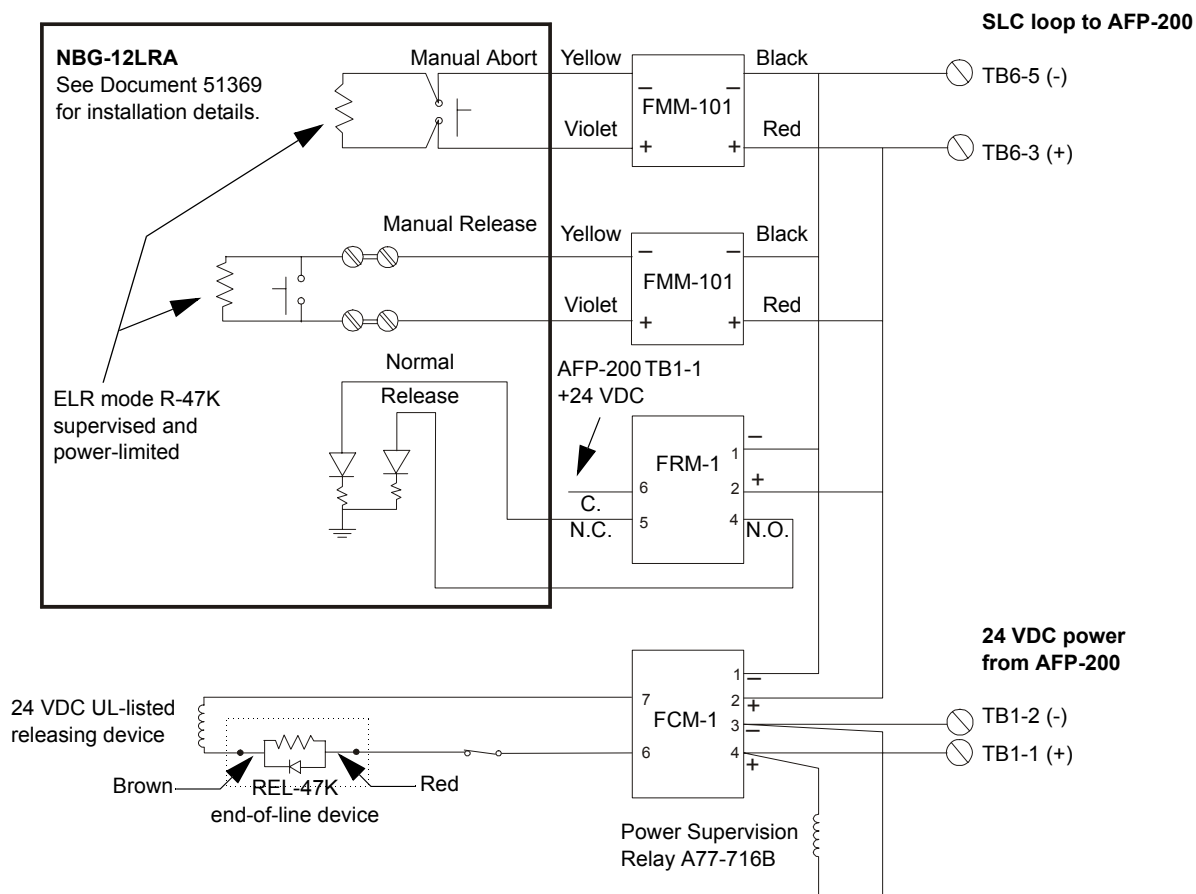 SLC loop to AFP-200
NBG-12LRA
See Document 51369
for installation details.
Manual Abort
Yellow
Black
TB6-5 (-)
–
–
FMM-101
Violet
Red
+
+
TB6-3 (+)
Manual Release
Yellow
Black
–
–
FMM-101
Violet
Red
+
+
ELR mode R-47K
supervised and
power-limited
Normal
Release
AFP-200 TB1-1
+24 VDC
FRM-1
1
–
6
C.
2
+
5
N.C.
4
N.O.
24 VDC power
from AFP-200
24 VDC UL-listed
releasing device
FCM-1
7
6
1
–
2
+
3
–
4
+
TB1-2 (-)
TB1-1 (+)
Brown
Red
REL-47K
end-of-line device
Power Supervision
Relay A77-716B